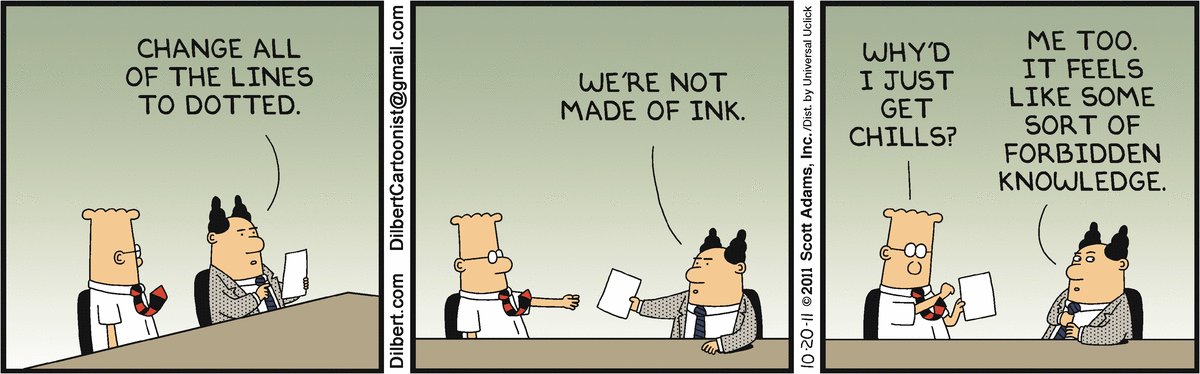 CHANGE ALL
OF THE LINES
TO DOTTED.
Dilbert.com DilbertCartoonist@gmail.com
WE'RE NOT
MADE OF INK.
10-20-11 ©2011 Scott Adams, Inc. /Dist. by Universal Uclick
WHY'D
I JUST
GET
CHILLS?
ME TOO.
IT FEELS
LIKE SOME
SORT OF
FORBIDDEN
KNOWLEDGE.